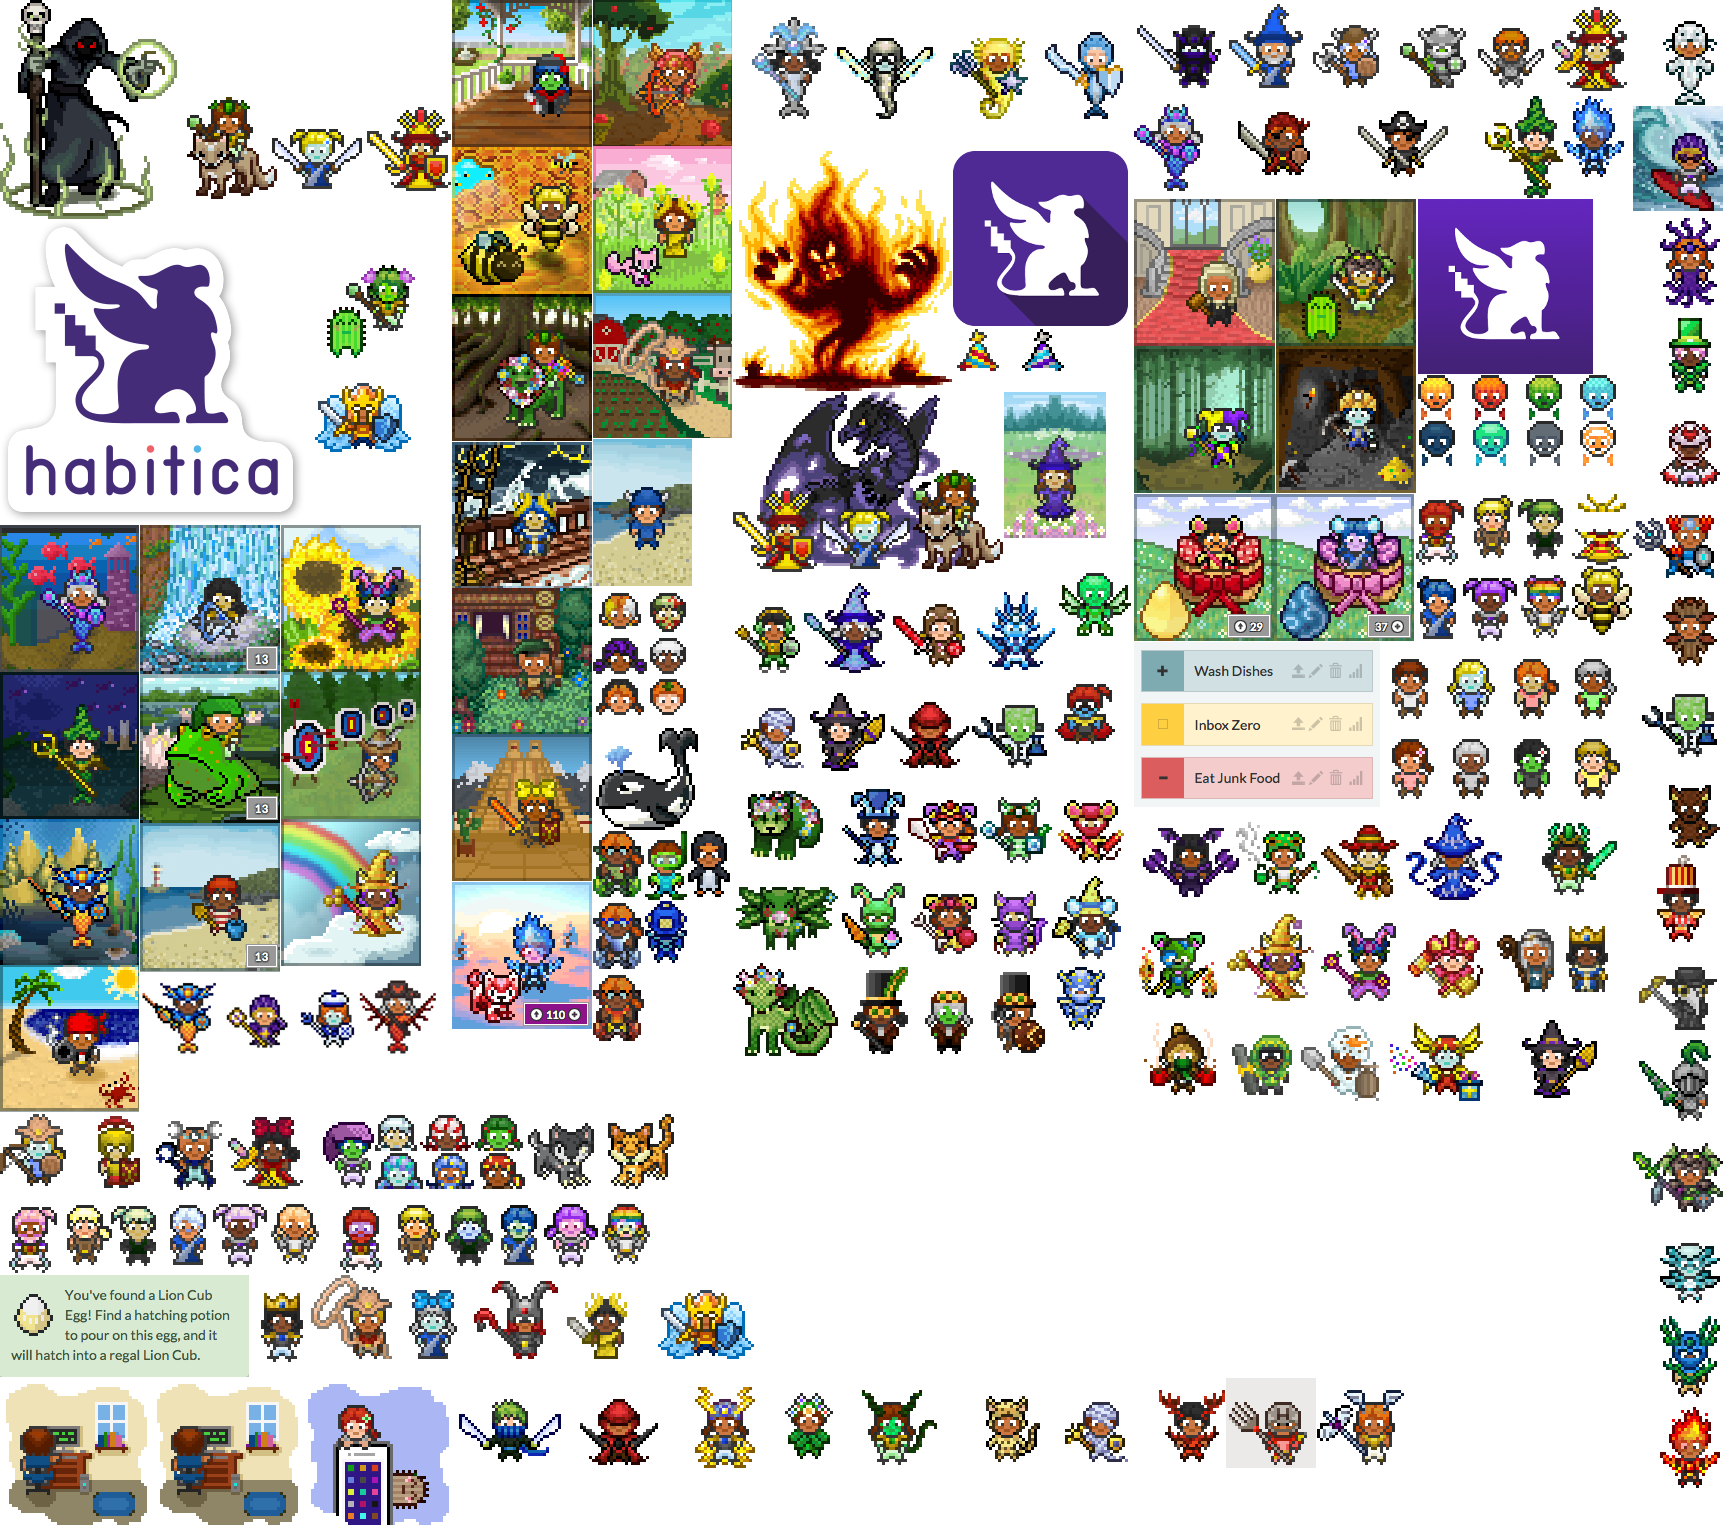 habitica
13
13
13
110
29
37
Wash Dishes
Inbox Zero
Eat Junk Food
You've found a Lion Cub
Egg! Find a hatching potion
to pour on this egg, and it
will hatch into a regal Lion Cub.